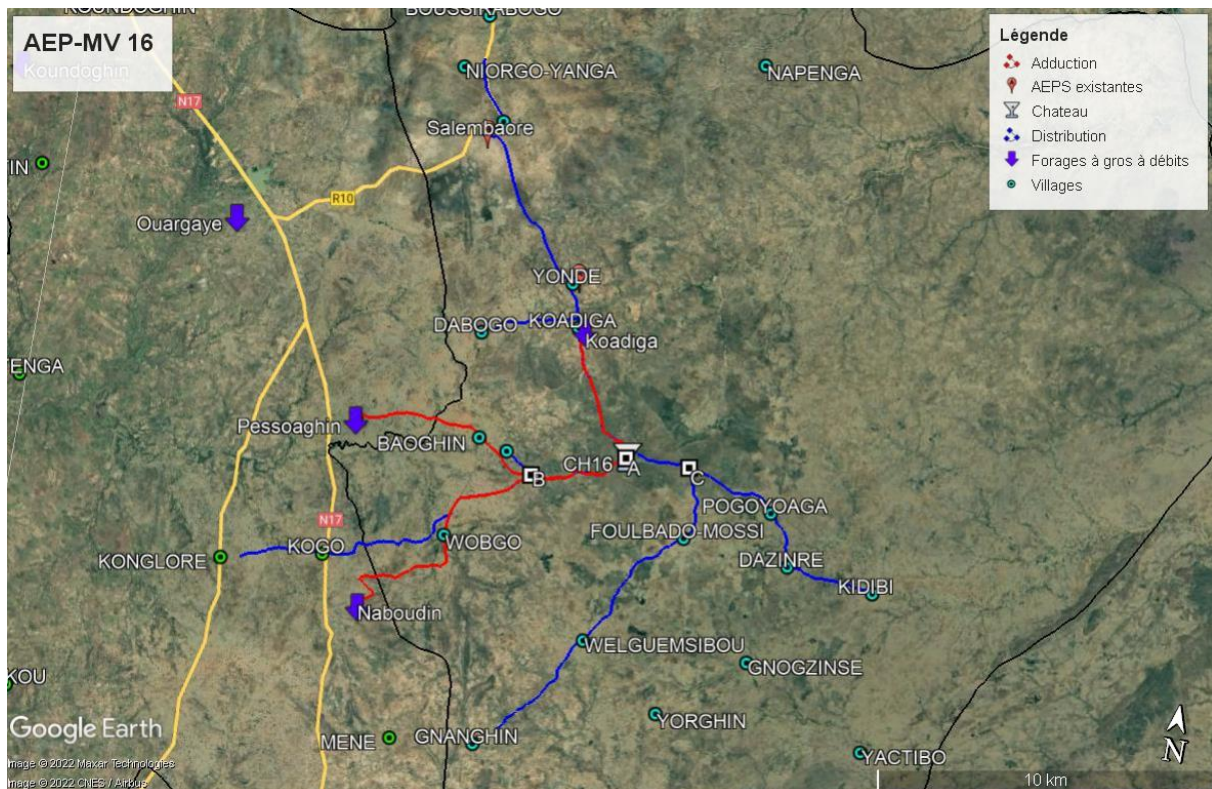 KOUNDOUGHIN
BOUSSIRABOGO
AEP-MV 16
Koundoghin
N17
NIORGO-YANGA
NAPENGA
Légende
Adduction
AEPS existantes
Chateau
Distribution
Forages à gros à débits
Villages
Salembaore
TIN
R10
Ouargaye
YONDE
DABOGO
KOADIGA
Koadiga
TENGA
Pessoaghin
BAOGHIN
CH16
A
B
C
POGOYOAGA
N17
FOULBADO-MOSSI
WOBGO
KOGO
KONGLORE
DAZINRE
KIDIBI
Naboudin
WELGUEMSIBOU
GNOGZINSE
KOU
YORGHIN
Google Earth
MENE
GNANGHIN
YACTIBO
N
Image © 2022 Maxar Technologies
Image © 2022 CNES / Airbus
10 km